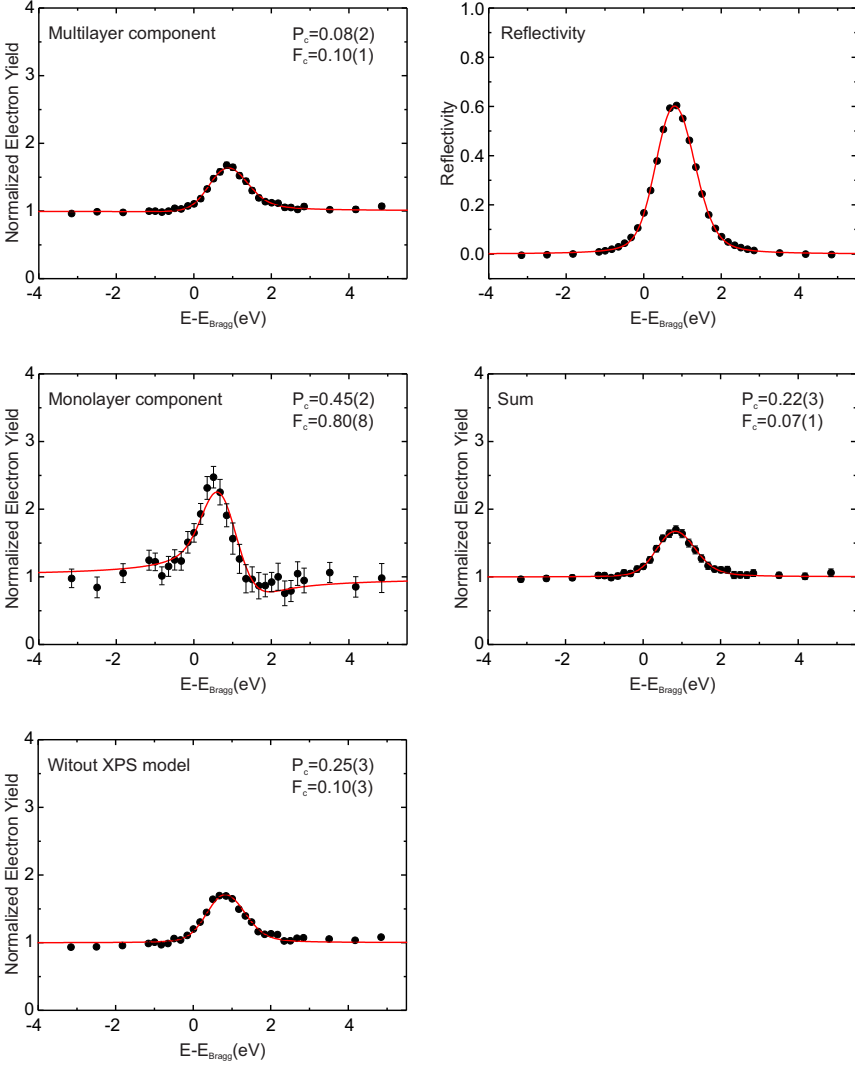 Multilayer component
P_c=0.08(2)
F_c=0.10(1)
Normalized Electron Yield
4
3
2
1
0
-4 -2 0 2 4
E-E_Bragg(eV)
Reflectivity
Reflectivity
1.0
0.8
0.6
0.4
0.2
0.0
-4 -2 0 2 4
E-E_Bragg(eV)
Monolayer component
P_c=0.45(2)
F_c=0.80(8)
Normalized Electron Yield
4
3
2
1
0
-4 -2 0 2 4
E-E_Bragg(eV)
Sum
P_c=0.22(3)
F_c=0.07(1)
Normalized Electron Yield
4
3
2
1
0
-4 -2 0 2 4
E-E_Bragg(eV)
Witout XPS model
P_c=0.25(3)
F_c=0.10(3)
Normalized Electron Yield
4
3
2
1
0
-4 -2 0 2 4
E-E_Bragg(eV)